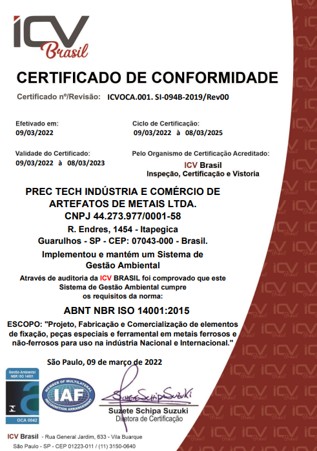 ICV
Brasil
CERTIFICADO DE CONFORMIDADE
Certificado nº/Revisão: ICVOCA.001. SI-094B-2019/Rev00
Efetivado em: Ciclo de Certificação:
09/03/2022 09/03/2022 à 08/03/2025
Validade do Certificado: Pelo Organismo de Certificação Acreditado:
09/03/2022 à 08/03/2023 ICV Brasil
Inspeção, Certificação e Vistoria
PREC TECH INDÚSTRIA E COMÉRCIO DE
ARTEFATOS DE METAIS LTDA.
CNPJ 44.273.977/0001-58
R. Endres, 1454 - Itapegica
Guarulhos - SP - CEP: 07043-000 - Brasil.
Implementou e mantém um Sistema de
Gestão Ambiental
Através de auditoria da ICV BRASIL foi comprovado que este
Sistema de Gestão Ambiental cumpre
os requisitos da norma:
ABNT NBR ISO 14001:2015
ESCOPO: "Projeto, Fabricação e Comercialização de elementos
de fixação, peças especiais e ferramental em metais ferrosos e
não-ferrosos para uso na indústria Nacional e Internacional."
São Paulo, 09 de março de 2022
Gestão Ambiental
NBR ISO 14001
OCA 0042
IAF
Suzete Schipa Suzuki
Diretora de Certificação
ICV Brasil - Rua General Jardim, 633 - Vila Buarque
São Paulo - SP - CEP 01223-011 / (11) 3150-0640